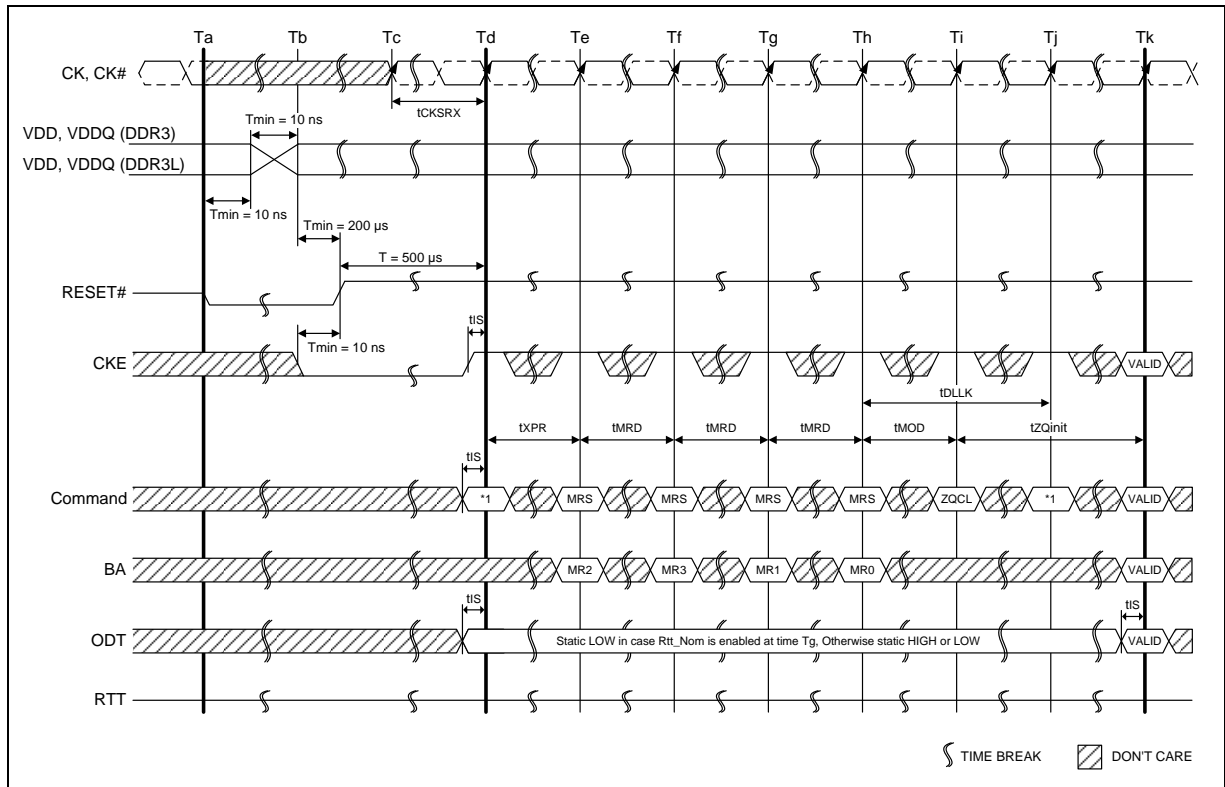 Ta Tb Tc Td Te Tf Tg Th Ti Tj Tk
CK, CK#
tCKSRX
Tmin = 10 ns
VDD, VDDQ (DDR3)
VDD, VDDQ (DDR3L)
Tmin = 10 ns
Tmin = 200 µs
T = 500 µs
RESET#
tIS
Tmin = 10 ns
CKE
VALID
tDLLK
tXPR tMRD tMRD tMRD tMOD tZQinit
tIS
Command *1 MRS MRS MRS MRS ZQCL *1 VALID
BA MR2 MR3 MR1 MR0 VALID
tIS tIS
ODT Static LOW in case Rtt_Nom is enabled at time Tg, Otherwise static HIGH or LOW VALID
RTT
TIME BREAK DON'T CARE